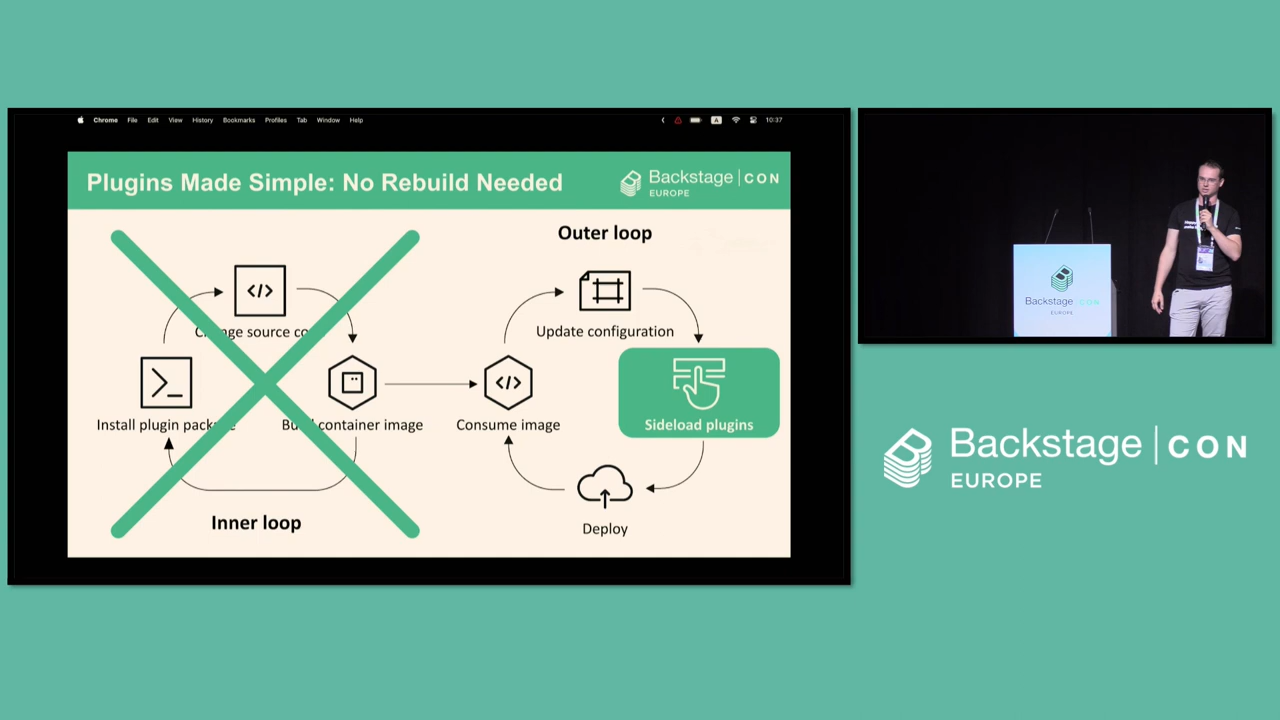 Chrome File Edit View History Bookmarks Profiles Tab Window Help
A
10:37
Plugins Made Simple: No Rebuild Needed
Backstage | CON
EUROPE
Outer loop
</>
Update configuration
Install plugin
container image
</>
Consume image
Sideload plugins
Inner loop
Deploy
Backstage | CON
EUROPE
Backstage | CON
EUROPE